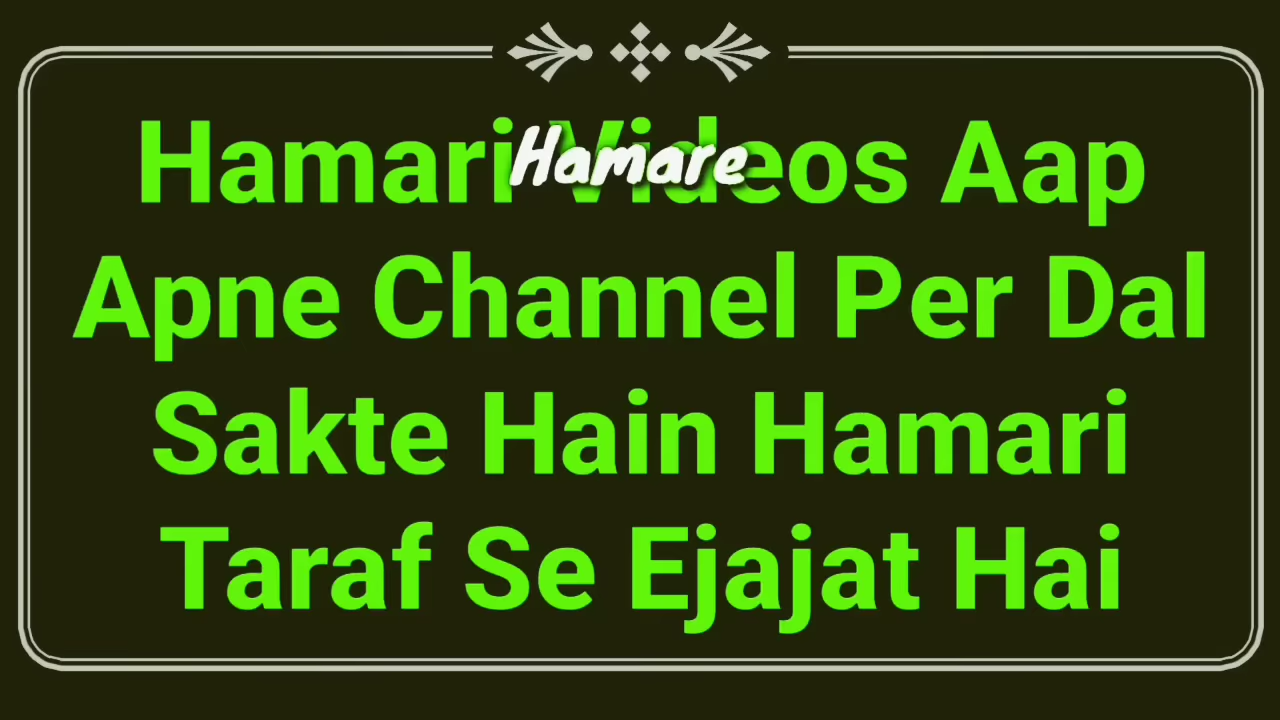 Hamari Videos Aap
Hamare
Apne Channel Per Dal
Sakte Hain Hamari
Taraf Se Ejajat Hai